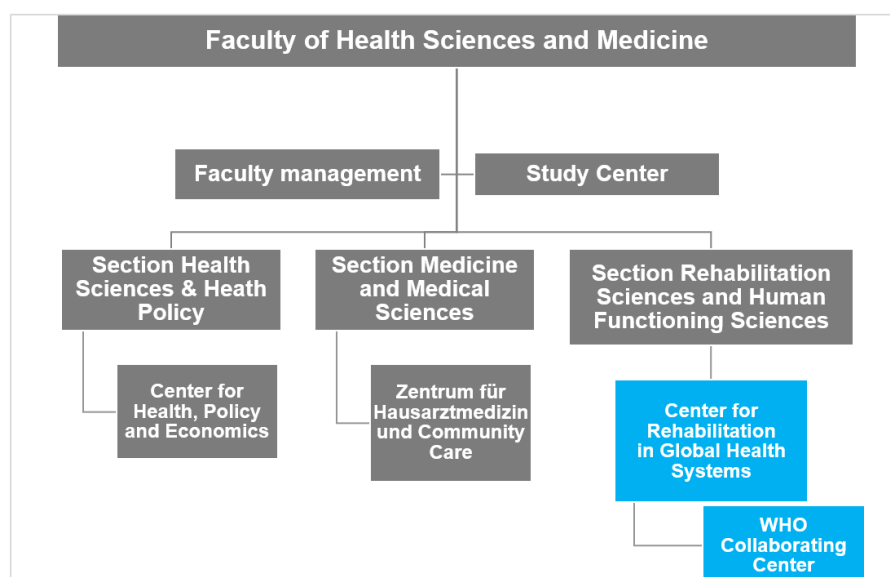 Faculty of Health Sciences and Medicine
Faculty management
Study Center
Section Health
Sciences & Heath
Policy
Section Medicine
and Medical
Sciences
Section Rehabilitation
Sciences and Human
Functioning Sciences
Center for
Health, Policy
and Economics
Zentrum für
Hausarztmedizin
und Community
Care
Center for
Rehabilitation
in Global Health
Systems
WHO
Collaborating
Center